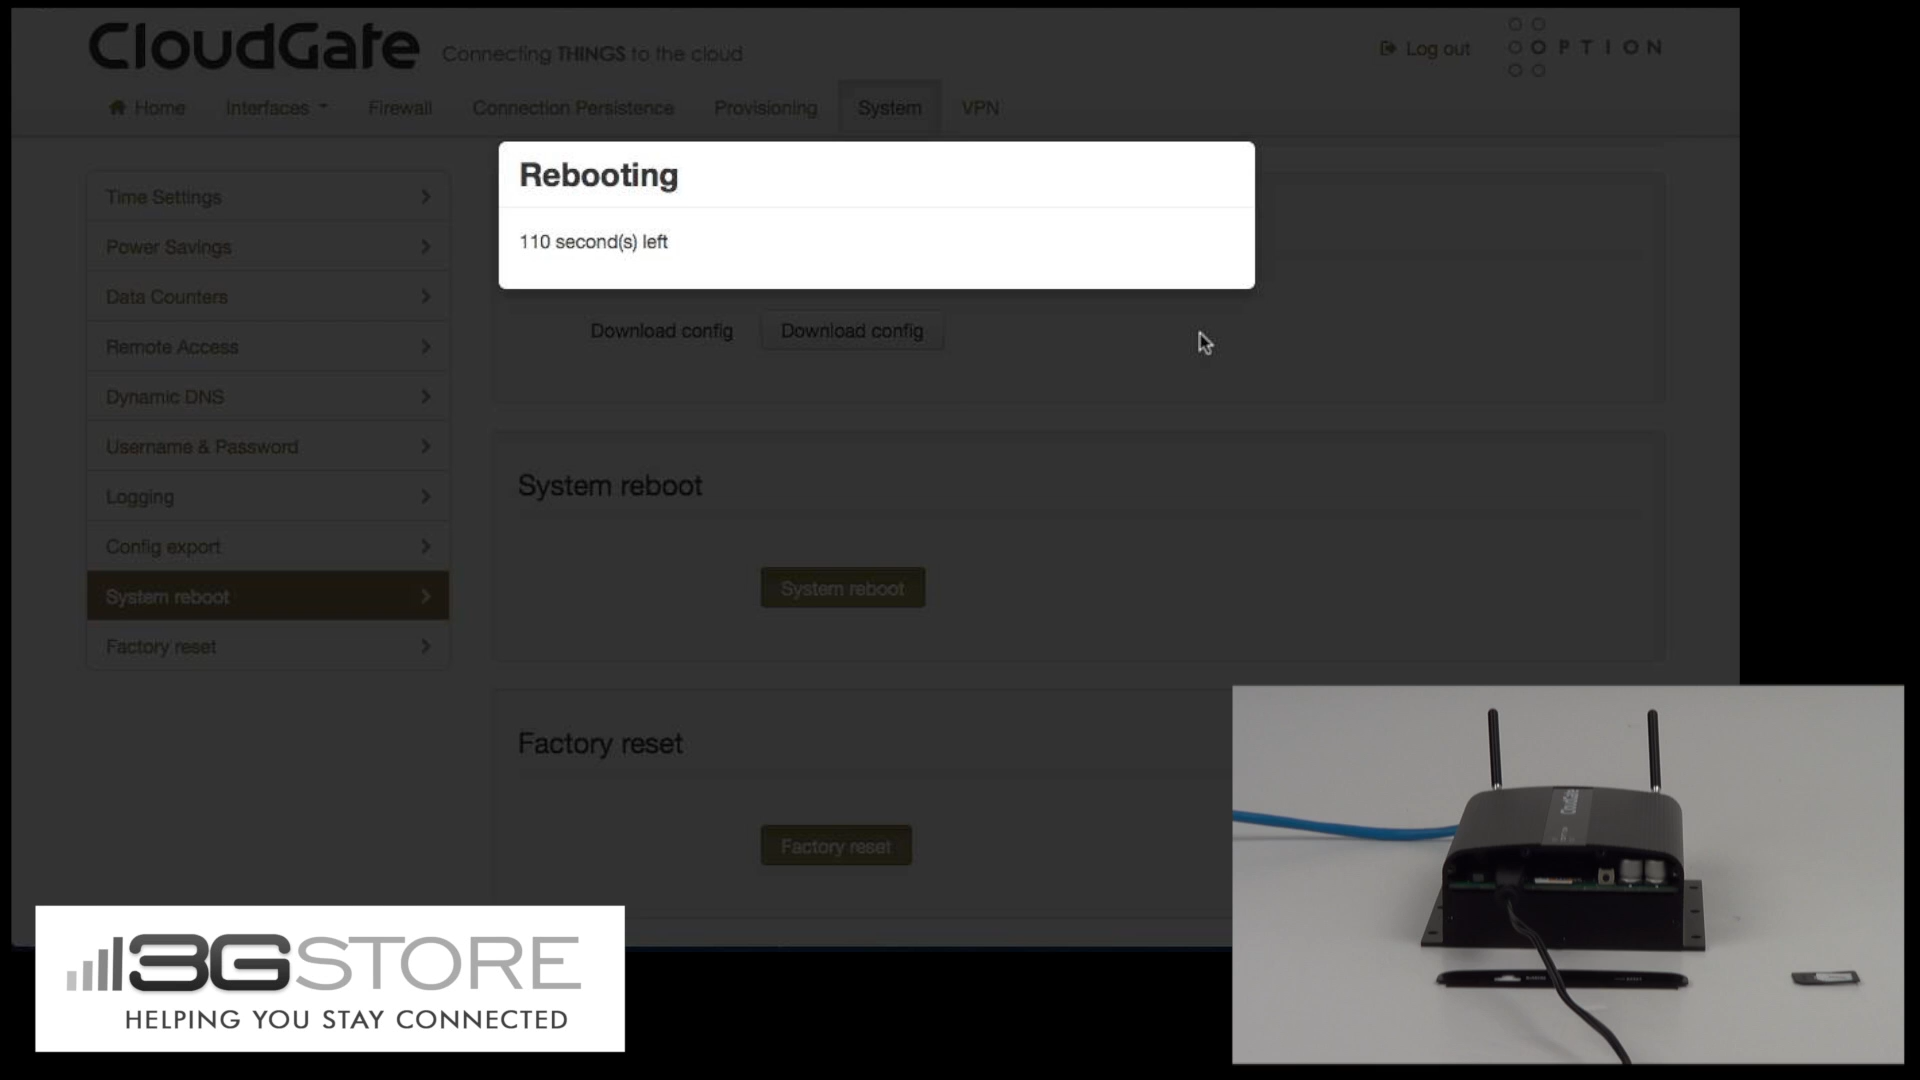 CloudGate
Connecting THINGS to the cloud
Log out
OPTION
Home Interfaces Firewall Connection Persistence Provisioning System VPN
Rebooting
110 second(s) left
Time Settings
Power Savings
Data Counters
Remote Access
Dynamic DNS
Username & Password
Logging
Config export
System reboot
Factory reset
Download config Download config
System reboot
System reboot
Factory reset
Factory reset
CloudGate
3GSTORE
HELPING YOU STAY CONNECTED